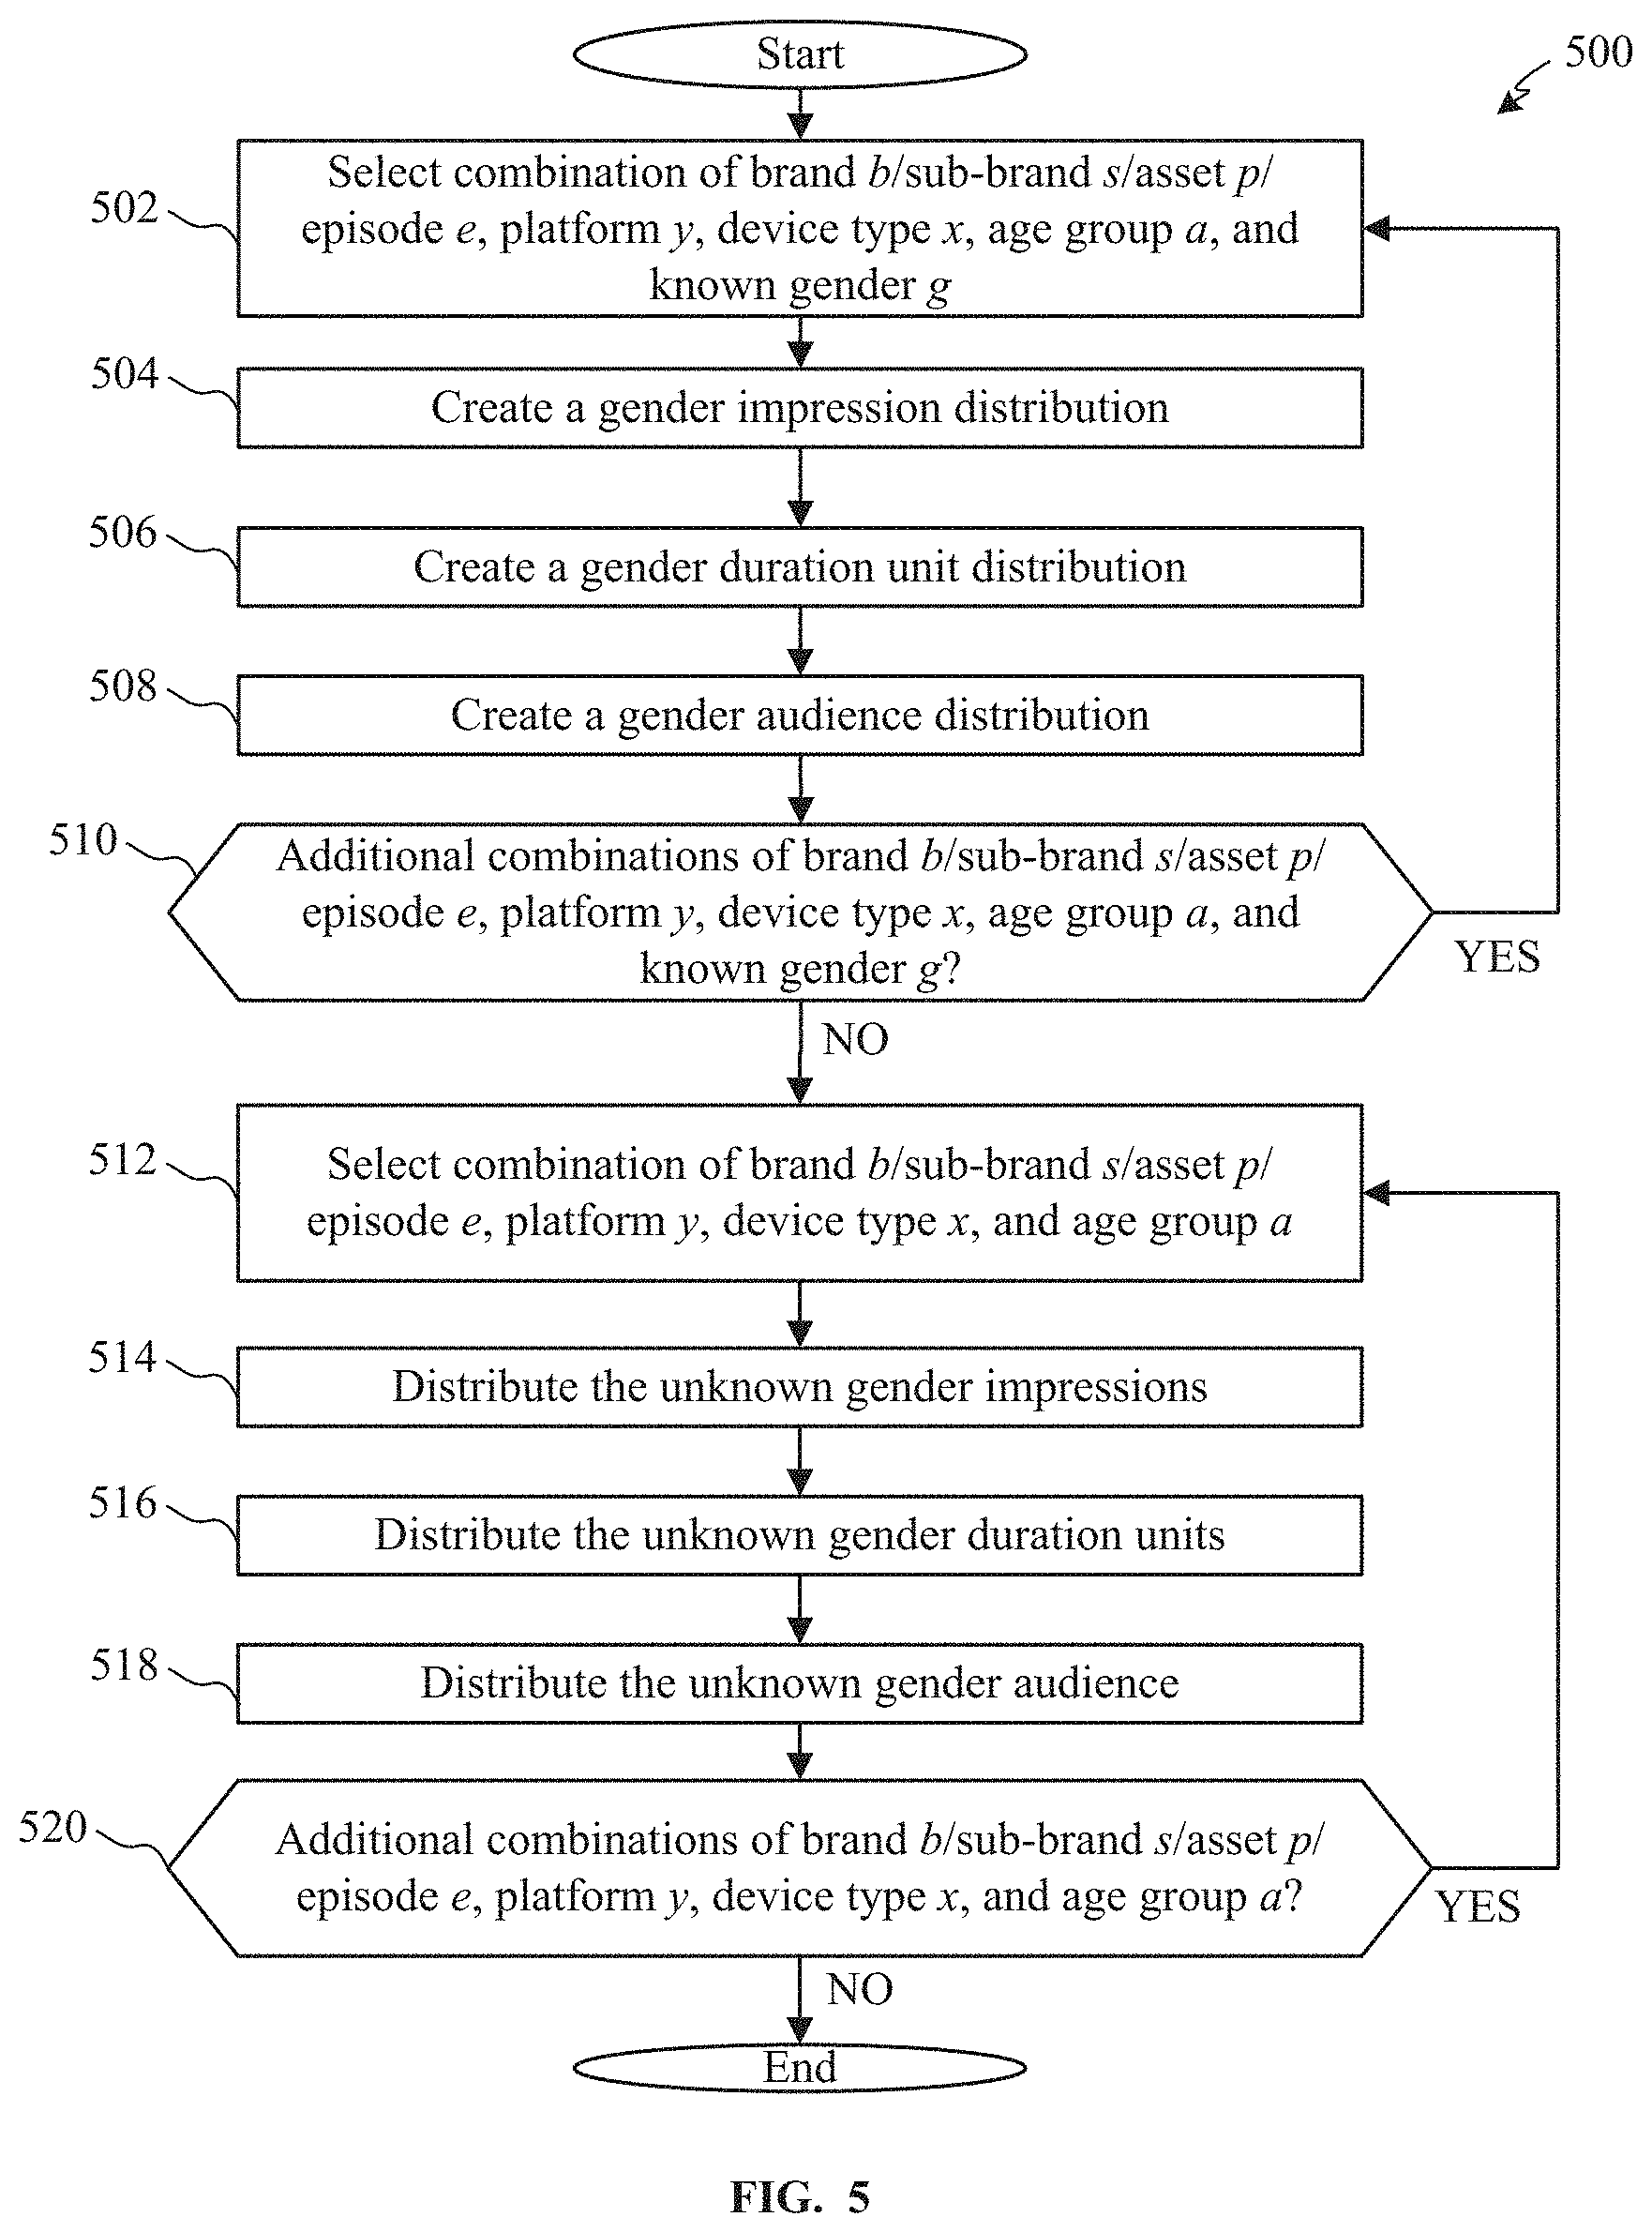 Start
500
502
Select combination of brand b/sub-brand s/asset p/
episode e, platform y, device type x, age group a, and
known gender g
504
Create a gender impression distribution
506
Create a gender duration unit distribution
508
Create a gender audience distribution
510
Additional combinations of brand b/sub-brand s/asset p/
episode e, platform y, device type x, age group a, and
known gender g?
YES
NO
512
Select combination of brand b/sub-brand s/asset p/
episode e, platform y, device type x, and age group a
514
Distribute the unknown gender impressions
516
Distribute the unknown gender duration units
518
Distribute the unknown gender audience
520
Additional combinations of brand b/sub-brand s/asset p/
episode e, platform y, device type x, and age group a?
YES
NO
End
FIG. 5